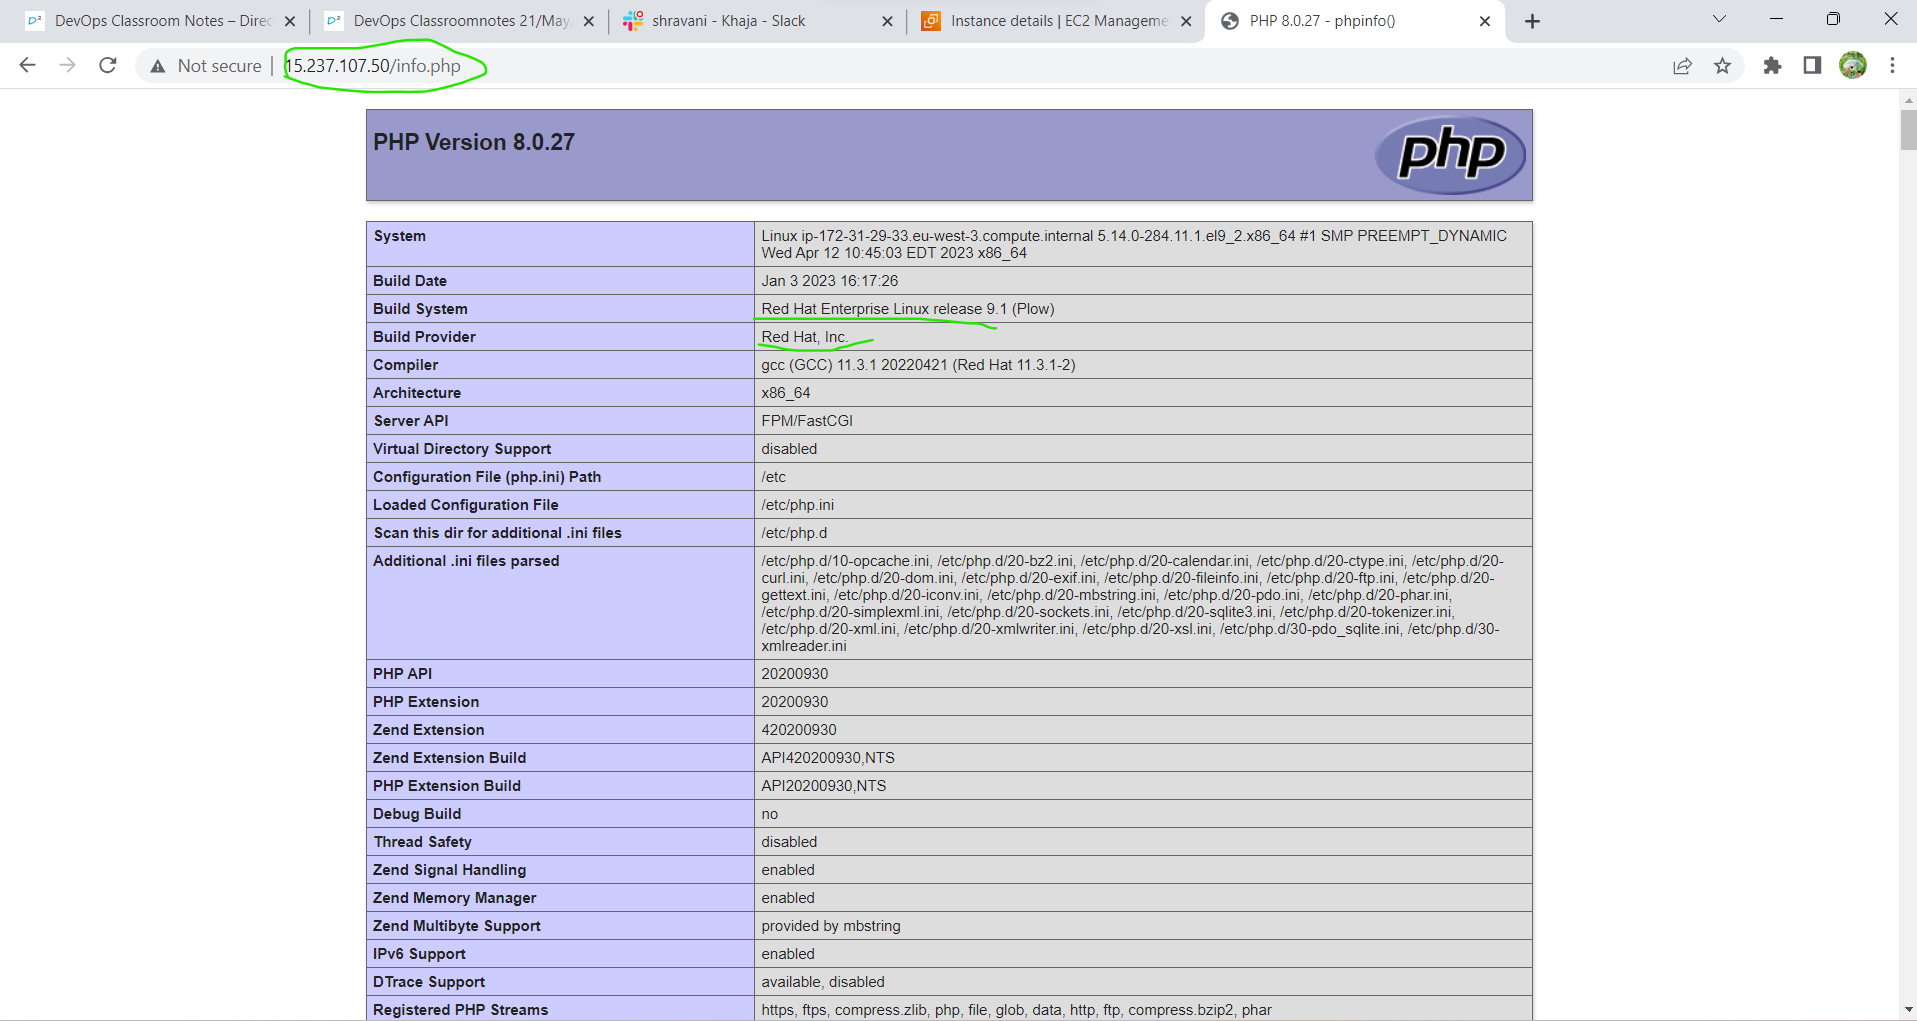 DevOps Classroom Notes – Direc
DevOps Classroomnotes 21/May
shravani - Khaja - Slack
Instance details | EC2 Manageme
PHP 8.0.27 - phpinfo()
Not secure | 15.237.107.50/info.php
PHP Version 8.0.27
php
System Linux ip-172-31-29-33.eu-west-3.compute.internal 5.14.0-284.11.1.el9_2.x86_64 #1 SMP PREEMPT_DYNAMIC
Wed Apr 12 10:45:03 EDT 2023 x86_64
Build Date Jan 3 2023 16:17:26
Build System Red Hat Enterprise Linux release 9.1 (Plow)
Build Provider Red Hat, Inc.
Compiler gcc (GCC) 11.3.1 20220421 (Red Hat 11.3.1-2)
Architecture x86_64
Server API FPM/FastCGI
Virtual Directory Support disabled
Configuration File (php.ini) Path /etc
Loaded Configuration File /etc/php.ini
Scan this dir for additional .ini files /etc/php.d
Additional .ini files parsed /etc/php.d/10-opcache.ini, /etc/php.d/20-bz2.ini, /etc/php.d/20-calendar.ini, /etc/php.d/20-ctype.ini, /etc/php.d/20-
curl.ini, /etc/php.d/20-dom.ini, /etc/php.d/20-exif.ini, /etc/php.d/20-fileinfo.ini, /etc/php.d/20-ftp.ini, /etc/php.d/20-
gettext.ini, /etc/php.d/20-iconv.ini, /etc/php.d/20-mbstring.ini, /etc/php.d/20-pdo.ini, /etc/php.d/20-phar.ini,
/etc/php.d/20-simplexml.ini, /etc/php.d/20-sockets.ini, /etc/php.d/20-sqlite3.ini, /etc/php.d/20-tokenizer.ini,
/etc/php.d/20-xml.ini, /etc/php.d/20-xmlwriter.ini, /etc/php.d/20-xsl.ini, /etc/php.d/30-pdo_sqlite.ini, /etc/php.d/30-
xmlreader.ini
PHP API 20200930
PHP Extension 20200930
Zend Extension 420200930
Zend Extension Build API420200930,NTS
PHP Extension Build API20200930,NTS
Debug Build no
Thread Safety disabled
Zend Signal Handling enabled
Zend Memory Manager enabled
Zend Multibyte Support provided by mbstring
IPv6 Support enabled
DTrace Support available, disabled
Registered PHP Streams https, ftps, compress.zlib, php, file, glob, data, http, ftp, compress.bzip2, phar